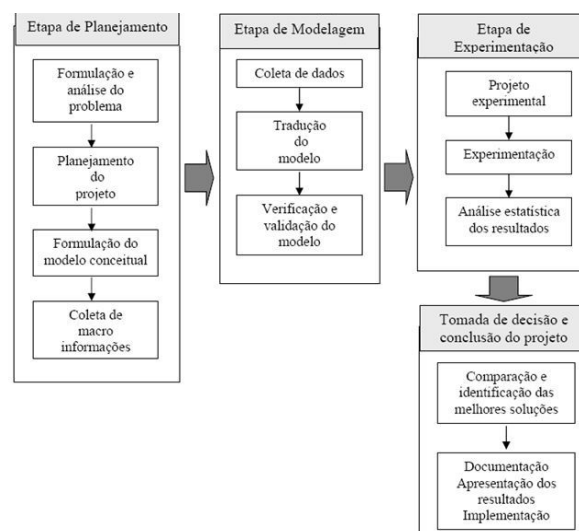 Etapa de Planejamento
Formulação e
análise do
problema
Planejamento
do
projeto
Formulação do
modelo conceitual
Coleta de
macro
informações
Etapa de Modelagem
Coleta de dados
Tradução
do
modelo
Verificação e
validação do
modelo
Etapa de
Experimentação
Projeto
experimental
Experimentação
Análise estatística
dos resultados
Tomada de decisão e
conclusão do projeto
Comparação e
identificação das
melhores soluções
Documentação
Apresentação dos
resultados
Implementação